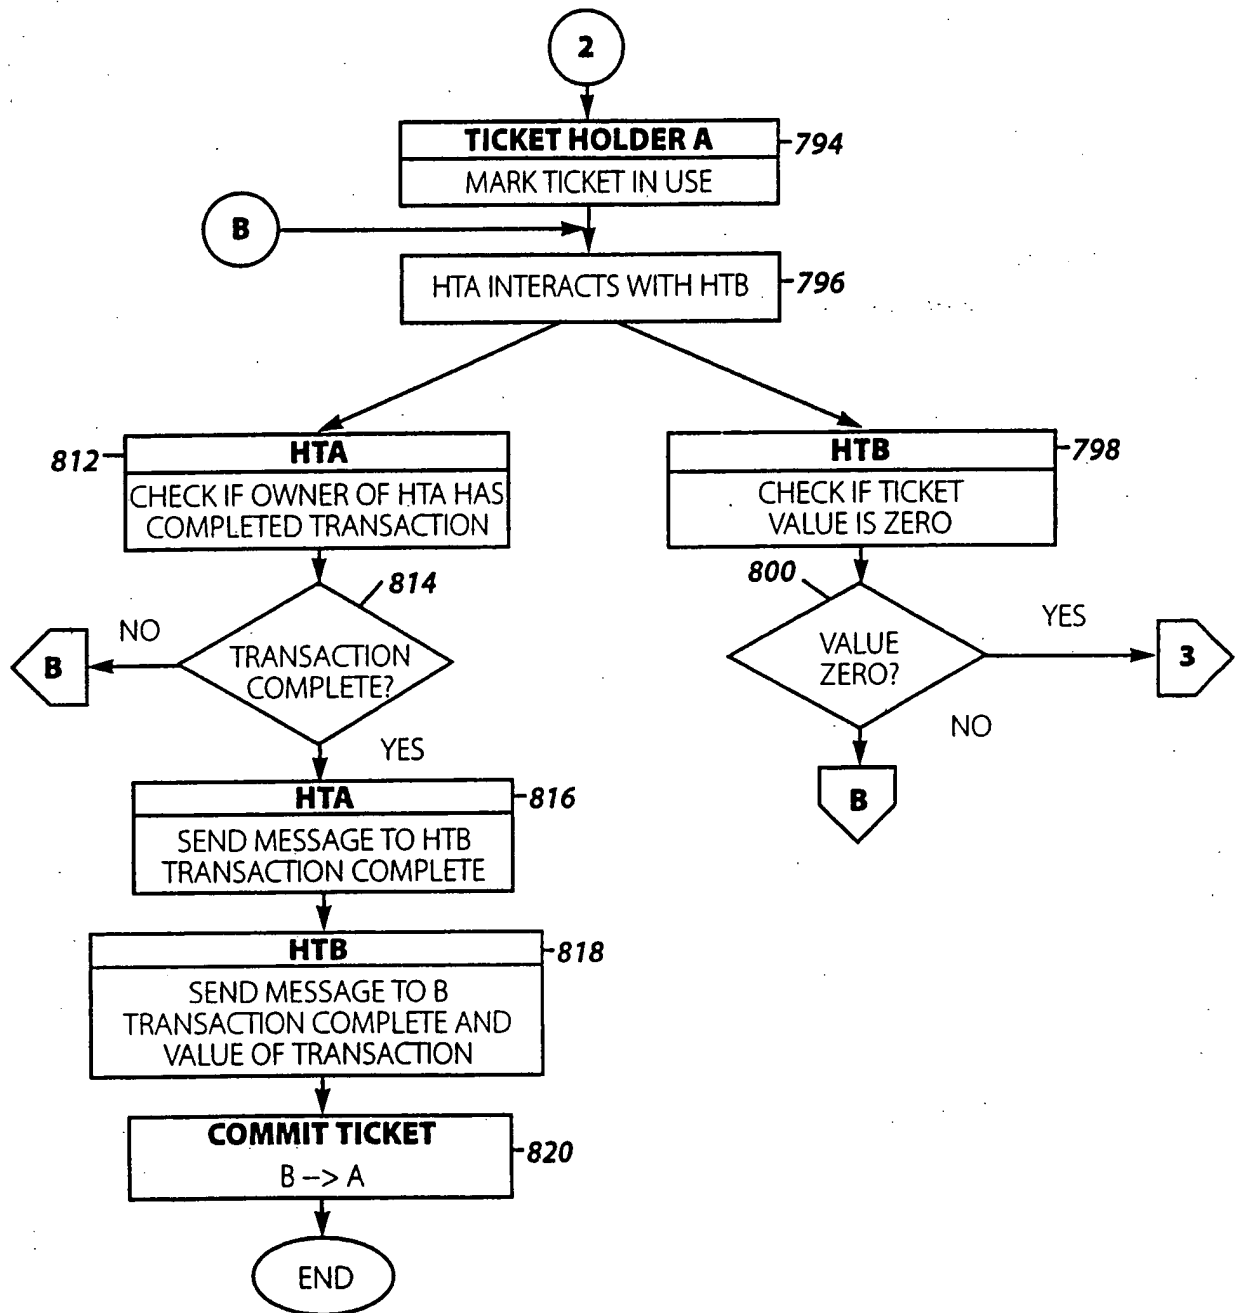 2
TICKET HOLDER A
794
MARK TICKET IN USE
B
HTA INTERACTS WITH HTB
796
812
HTA
CHECK IF OWNER OF HTA HAS
COMPLETED TRANSACTION
HTB
798
CHECK IF TICKET
VALUE IS ZERO
814
NO
B
TRANSACTION
COMPLETE?
YES
800
VALUE
ZERO?
YES
3
NO
B
HTA
816
SEND MESSAGE TO HTB
TRANSACTION COMPLETE
HTB
818
SEND MESSAGE TO B
TRANSACTION COMPLETE AND
VALUE OF TRANSACTION
COMMIT TICKET
820
B --> A
END